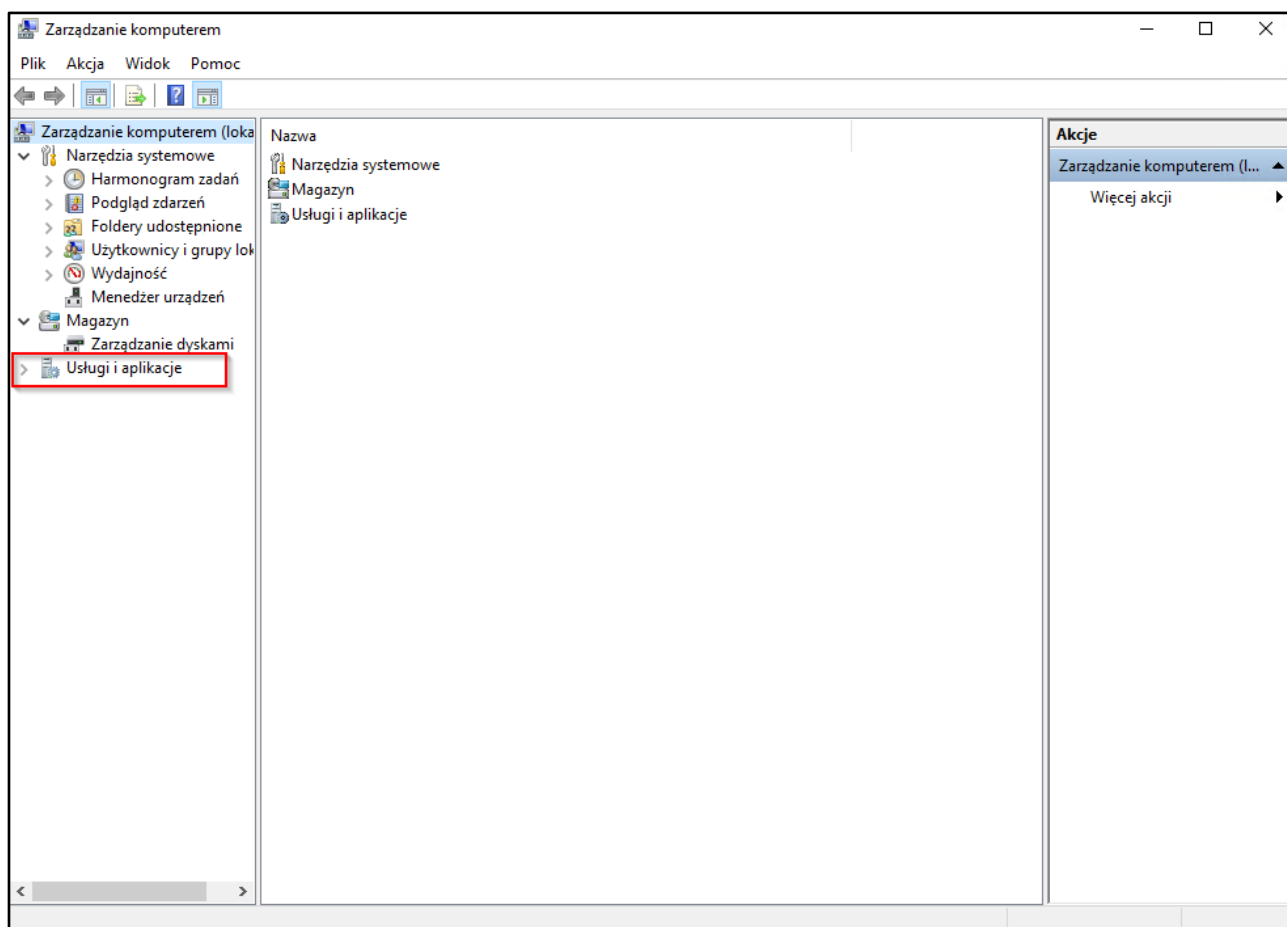 Zarządzanie komputerem
Plik Akcja Widok Pomoc
Zarządzanie komputerem (loka
Narzędzia systemowe
Harmonogram zadań
Podgląd zdarzeń
Foldery udostępnione
Użytkownicy i grupy lok
Wydajność
Menedżer urządzeń
Magazyn
Zarządzanie dyskami
Usługi i aplikacje
Nazwa
Narzędzia systemowe
Magazyn
Usługi i aplikacje
Akcje
Zarządzanie komputerem (l...
Więcej akcji